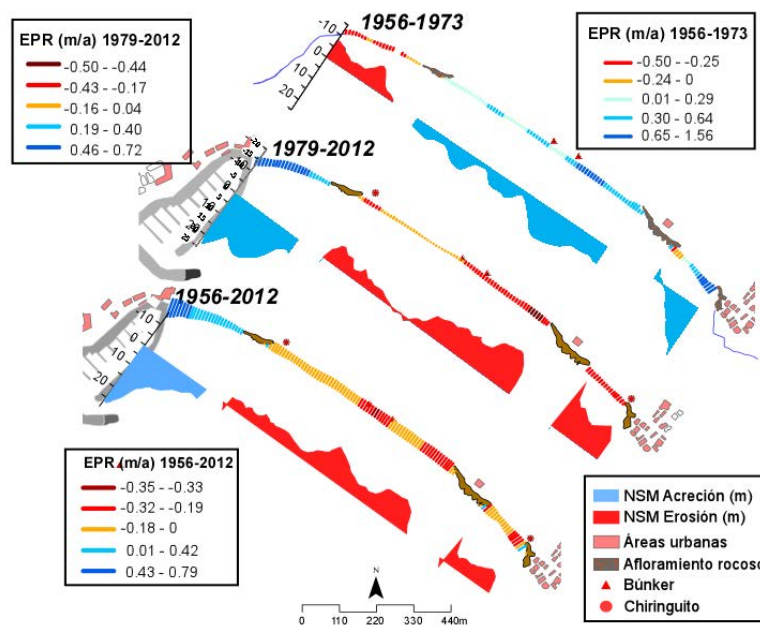 1956-1973
EPR (m/a) 1979-2012
-0.50 - -0.44
-0.43 - -0.17
-0.16 - 0.04
0.19 - 0.40
0.46 - 0.72
EPR (m/a) 1956-1973
-0.50 - -0.25
-0.24 - 0
0.01 - 0.29
0.30 - 0.64
0.65 - 1.56
-10
0
10
20
1979-2012
1956-2012
-10
0
10
20
EPR (m/a) 1956-2012
-0.35 - -0.33
-0.32 - -0.19
-0.18 - 0
0.01 - 0.42
0.43 - 0.79
NSM Acreción (m)
NSM Erosión (m)
Áreas urbanas
Afloramiento rocoso
Búnker
Chiringuito
N
0 110 220 330 440m